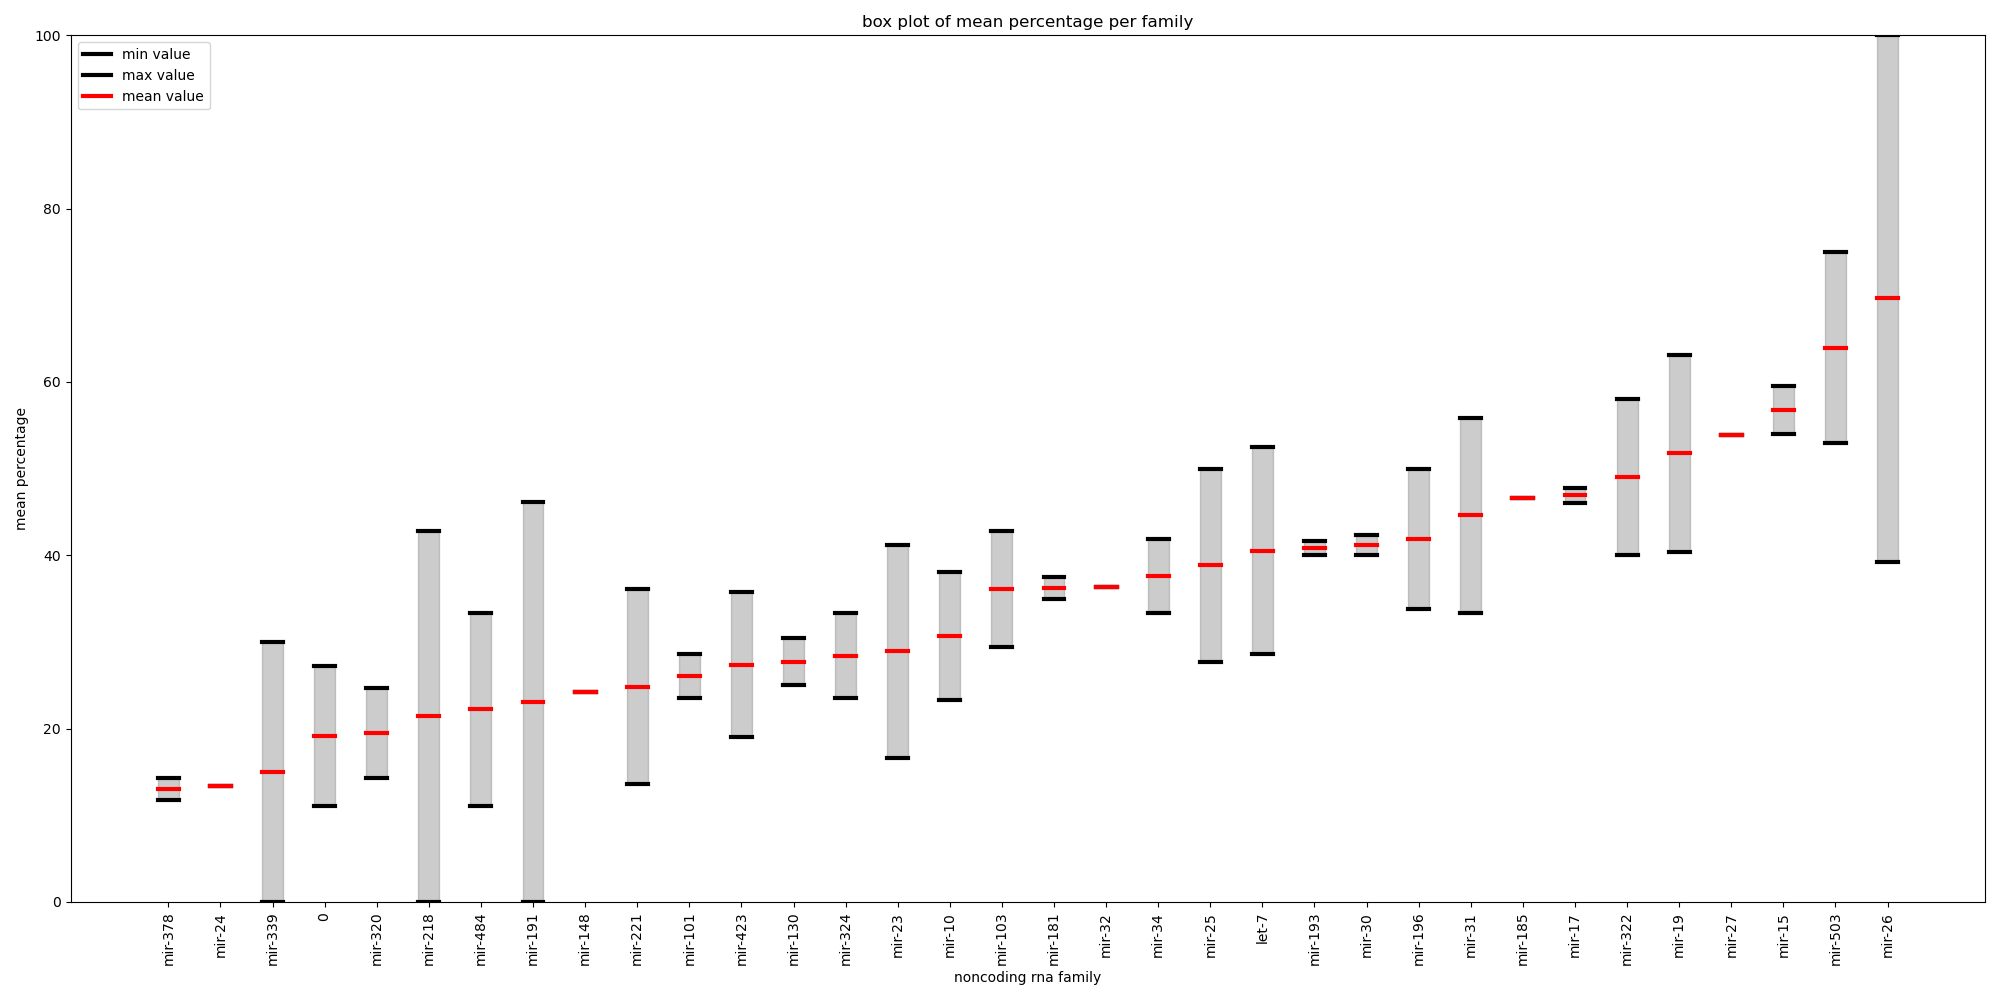 box plot of mean percentage per family
min value
max value
mean value
100
80
60
40
20
0
mean percentage
mir-378
mir-24
mir-339
0
mir-320
mir-218
mir-484
mir-191
mir-148
mir-221
mir-101
mir-423
mir-130
mir-324
mir-23
mir-10
mir-103
mir-181
mir-32
mir-34
mir-25
let-7
mir-193
mir-30
mir-196
mir-31
mir-185
mir-17
mir-322
mir-19
mir-27
mir-15
mir-503
mir-26
noncoding rna family